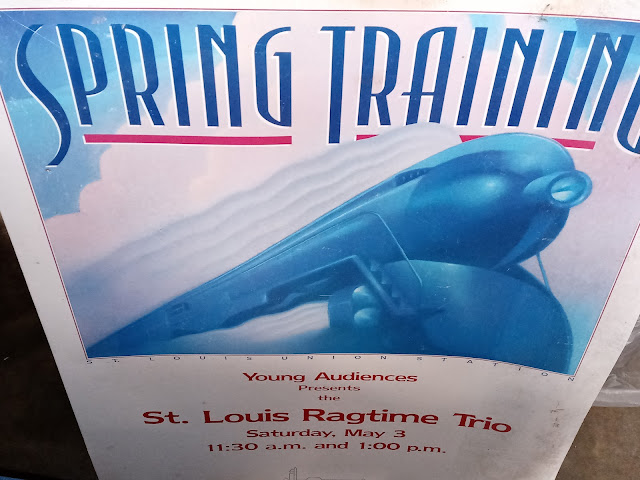 SPRING TRAINING
ST. LOUIS UNION STATION
Young Audiences
Presents
the
St. Louis Ragtime Trio
Saturday, May 3
11:30 a.m. and 1:00 p.m.